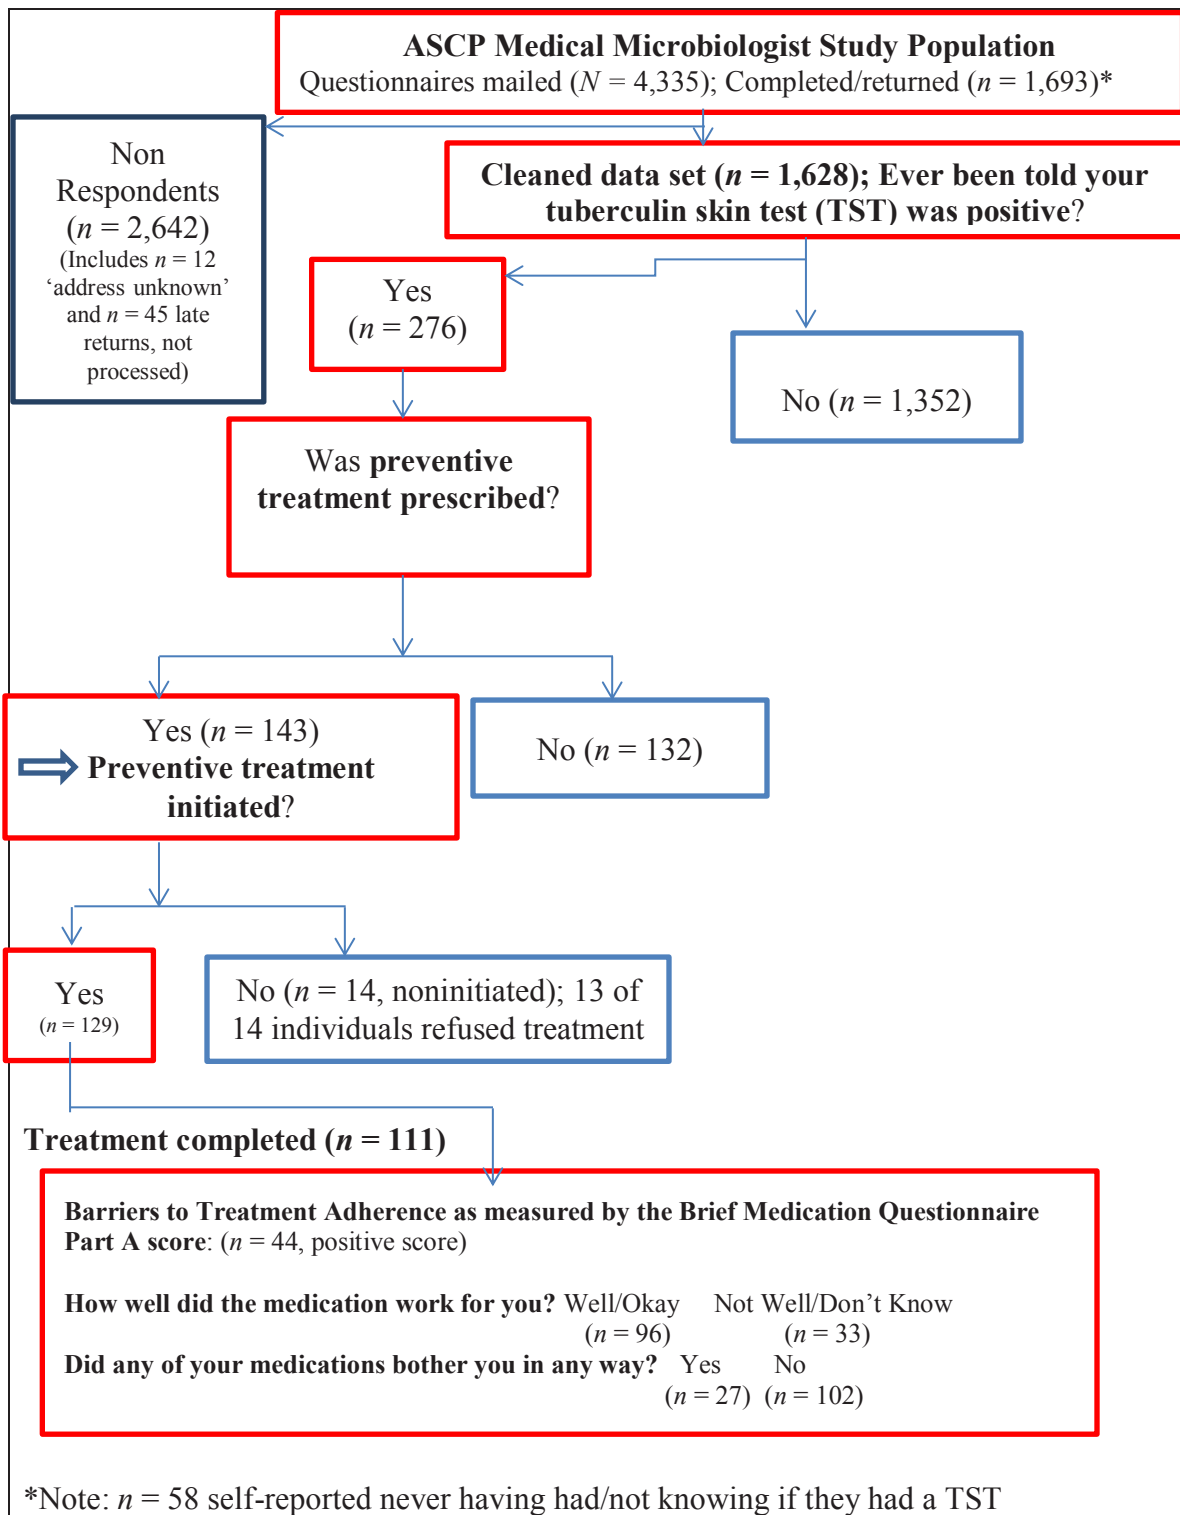 ASCP Medical Microbiologist Study Population
Questionnaires mailed (N = 4,335); Completed/returned (n = 1,693)*
Non
Respondents
(n = 2,642)
(Includes n = 12
‘address unknown’
and n = 45 late
returns, not
processed)
Cleaned data set (n = 1,628); Ever been told your
tuberculin skin test (TST) was positive?
Yes
(n = 276)
No (n = 1,352)
Was preventive
treatment prescribed?
Yes (n = 143)
Preventive treatment
initiated?
No (n = 132)
Yes
(n = 129)
No (n = 14, noninitiated); 13 of
14 individuals refused treatment
Treatment completed (n = 111)
Barriers to Treatment Adherence as measured by the Brief Medication Questionnaire
Part A score: (n = 44, positive score)
How well did the medication work for you? Well/Okay Not Well/Don’t Know
(n = 96) (n = 33)
Did any of your medications bother you in any way? Yes No
(n = 27) (n = 102)
*Note: n = 58 self-reported never having had/not knowing if they had a TST